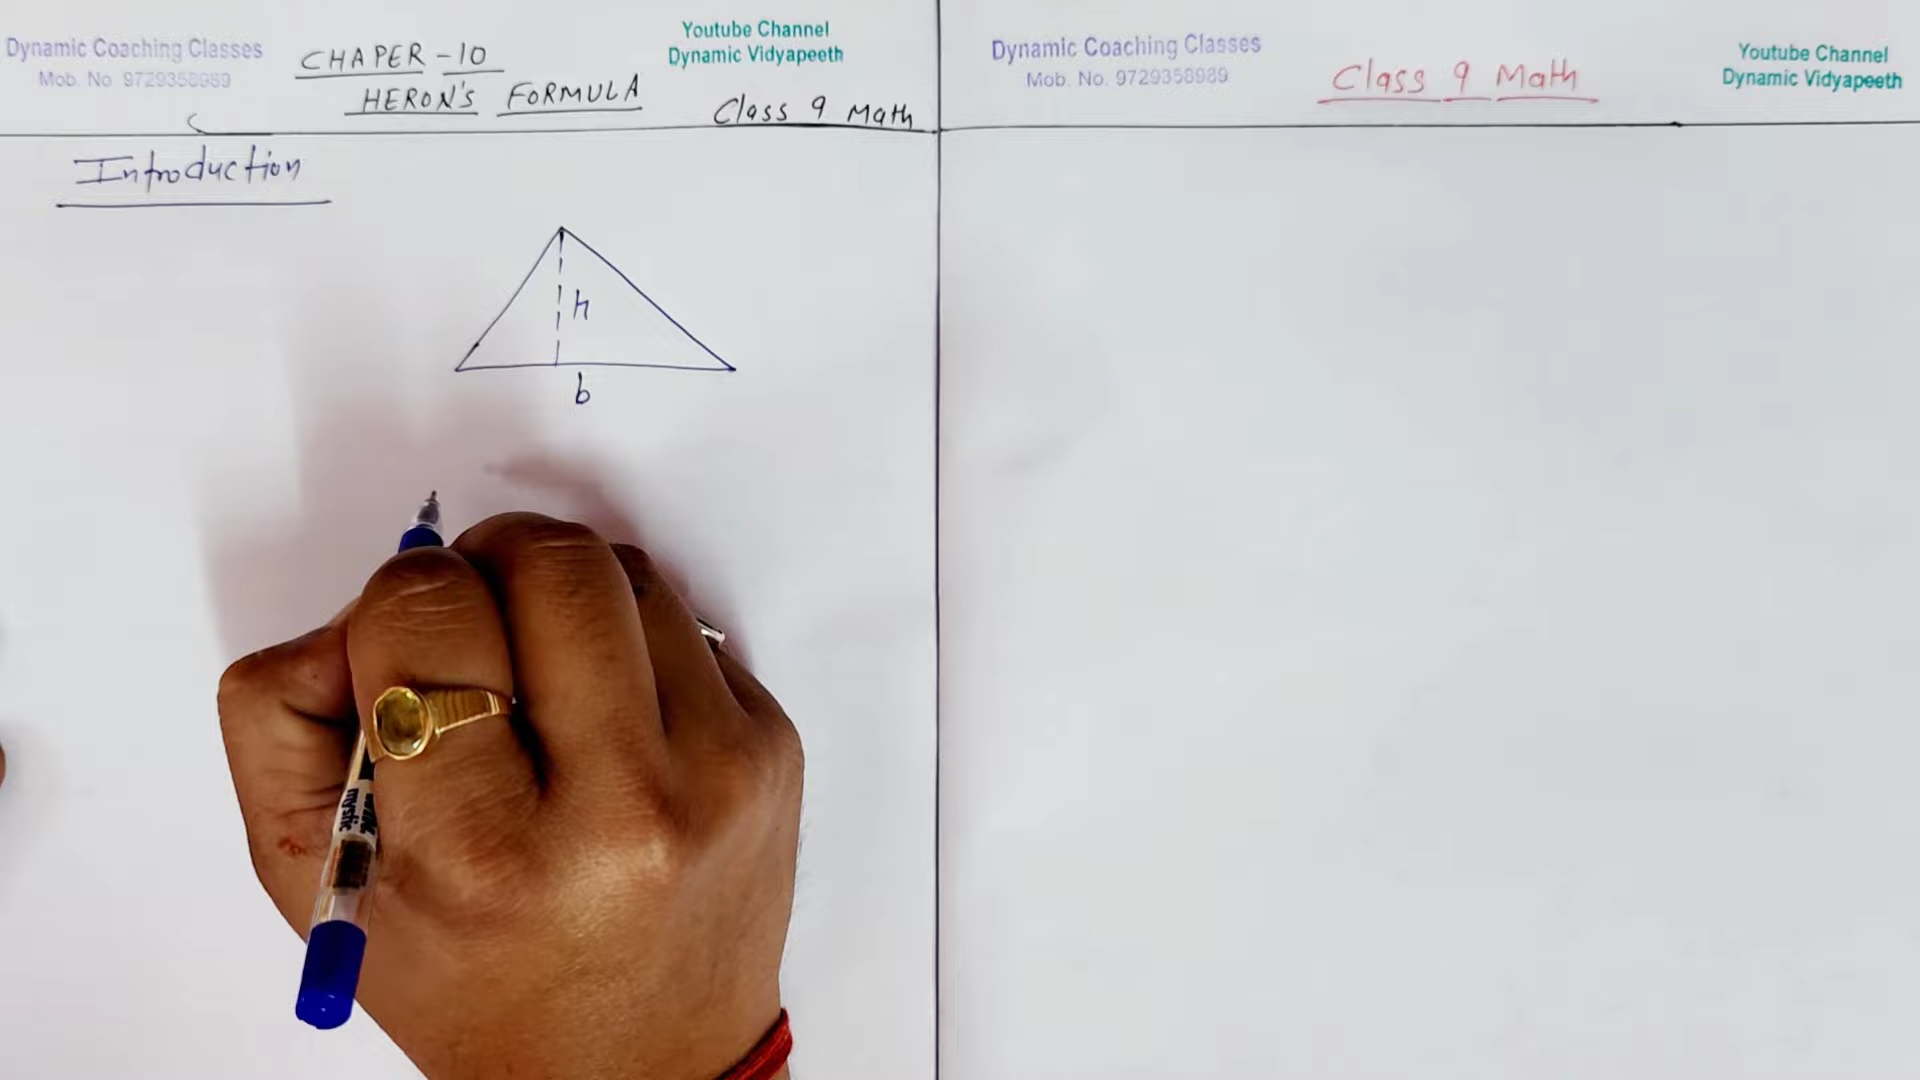 Dynamic Coaching Classes
Mob. No 9729358989
CHAPER-10
HERON'S FORMULA
Youtube Channel
Dynamic Vidyapeeth
Class 9 Math
Introduction
h
b
mystic
Dynamic Coaching Classes
Mob. No. 9729358989
Class 9 Math
Youtube Channel
Dynamic Vidyapeeth